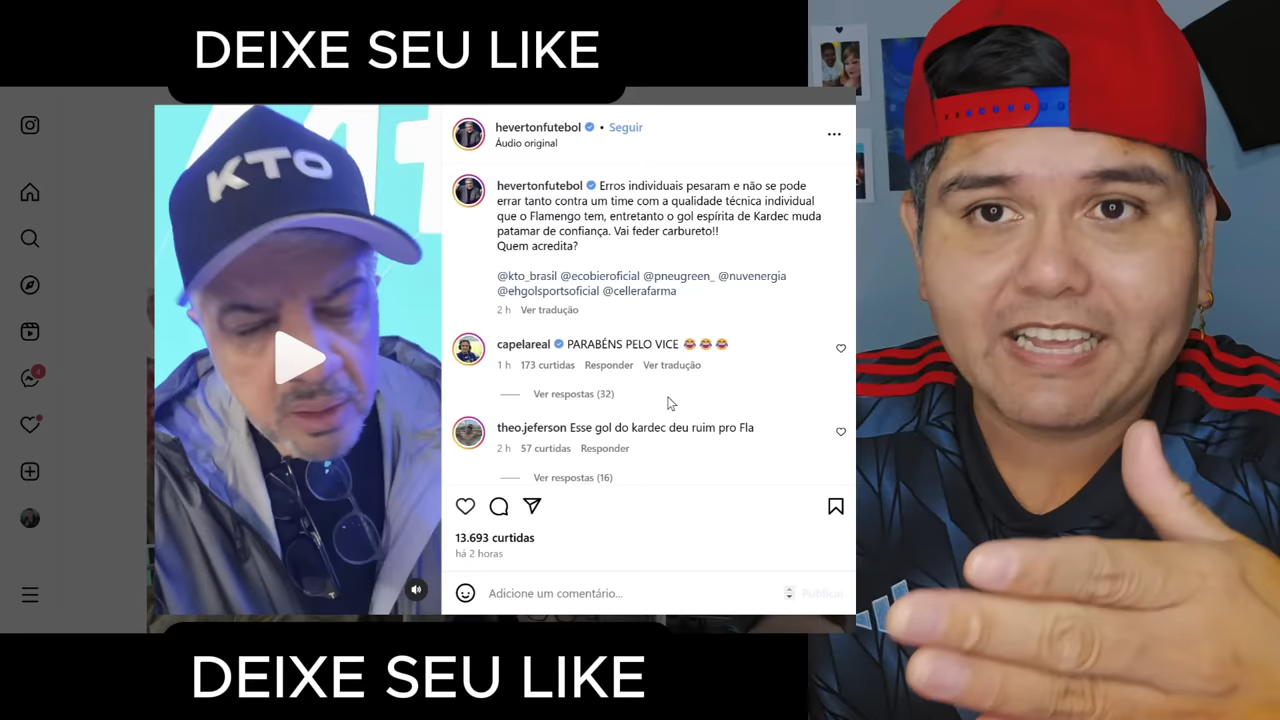 DEIXE SEU LIKE
KTO
hevertonfutebol • Seguir
Áudio original
hevertonfutebol Erros individuais pesaram e não se pode
errar tanto contra um time com a qualidade técnica individual
que o Flamengo tem, entretanto o gol espírita de Kardec muda
patamar de confiança. Vai feder carbureto!!
Quem acredita?
@kto_brasil @ecobieroficial @pneugreen_ @nuvenergia
@ehgolsportsoficial @cellerafarma
2 h Ver tradução
capelareal PARABÉNS PELO VICE 😂😂😂
1 h 173 curtidas Responder Ver tradução
Ver respostas (32)
theo.jeferson Esse gol do kardec deu ruim pro Fla
2 h 57 curtidas Responder
Ver respostas (16)
13.693 curtidas
há 2 horas
Adicione um comentário...
Publicar
4
DEIXE SEU LIKE